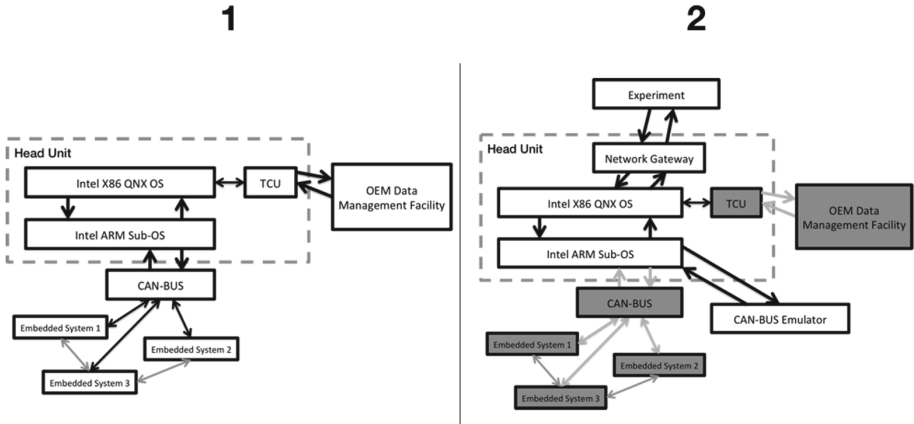 1
Head Unit
Intel X86 QNX OS
TCU
OEM Data
Management Facility
Intel ARM Sub-OS
CAN-BUS
Embedded System 1
Embedded System 2
Embedded System 3
2
Experiment
Head Unit
Network Gateway
Intel X86 QNX OS
TCU
OEM Data
Management Facility
Intel ARM Sub-OS
CAN-BUS
CAN-BUS Emulator
Embedded System 1
Embedded System 2
Embedded System 3